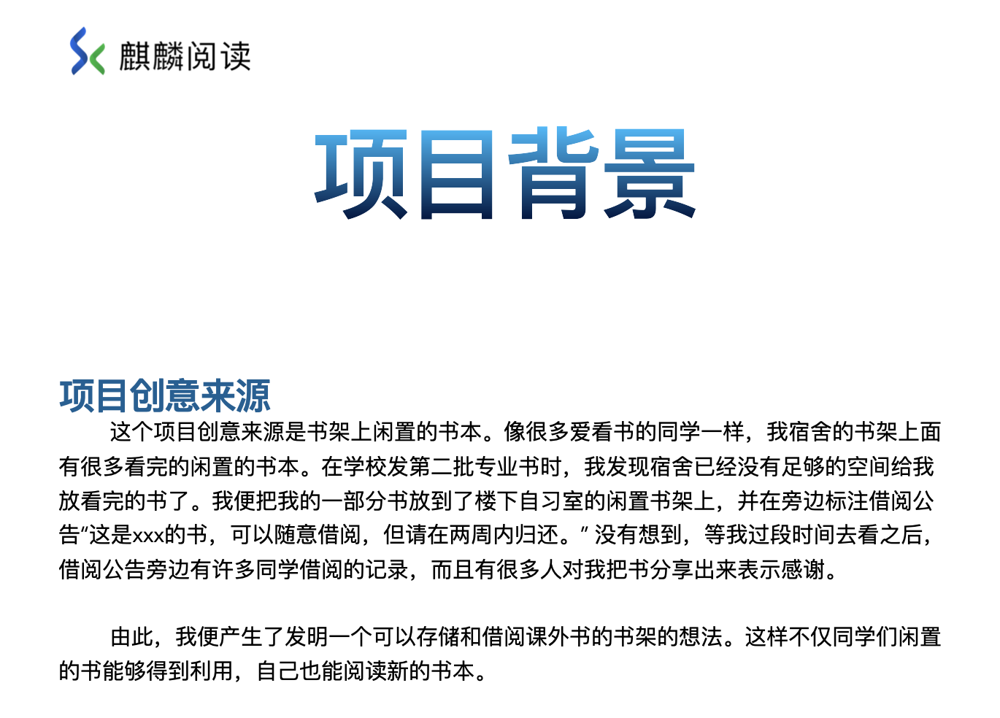 麒麟阅读
项目背景
项目创意来源
这个项目创意来源是书架上闲置的书本。像很多爱看书的同学一样，我宿舍的书架上面
有很多看完的闲置的书本。在学校发第二批专业书时，我发现宿舍已经没有足够的空间给我
放看完的书了。我便把我的一部分书放到了楼下自习室的闲置书架上，并在旁边标注借阅公
告“这是xxx的书，可以随意借阅，但请在两周内归还。” 没有想到，等我过段时间去看之后，
借阅公告旁边有许多同学借阅的记录，而且有很多人对我把书分享出来表示感谢。
由此，我便产生了发明一个可以存储和借阅课外书的书架的想法。这样不仅同学们闲置
的书能够得到利用，自己也能阅读新的书本。